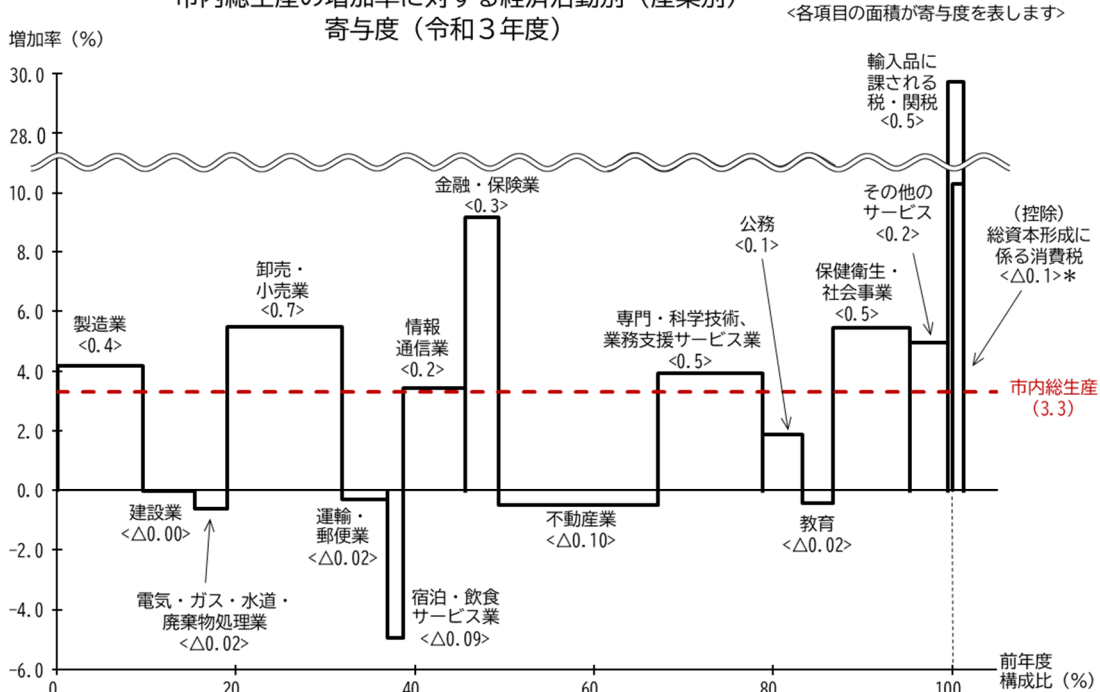 市内総生産の増加率に対する経済活動別（産業別）
寄与度（令和３年度）
<各項目の面積が寄与度を表します>
増加率（%）
30.0
28.0
10.0
8.0
6.0
4.0
2.0
0.0
-2.0
-4.0
-6.0
製造業
<0.4>
建設業
<△0.00>
電気・ガス・水道・
廃棄物処理業
<△0.02>
卸売・
小売業
<0.7>
運輸・
郵便業
<△0.02>
宿泊・飲食
サービス業
<△0.09>
情報
通信業
<0.2>
金融・保険業
<0.3>
不動産業
<△0.10>
専門・科学技術、
業務支援サービス業
<0.5>
公務
<0.1>
教育
<△0.02>
保健衛生・
社会事業
<0.5>
その他の
サービス
<0.2>
輸入品に
課される
税・関税
<0.5>
（控除）
総資本形成に
係る消費税
<△0.1>*
市内総生産
（3.3）
0
20
40
60
80
100
前年度
構成比（%）